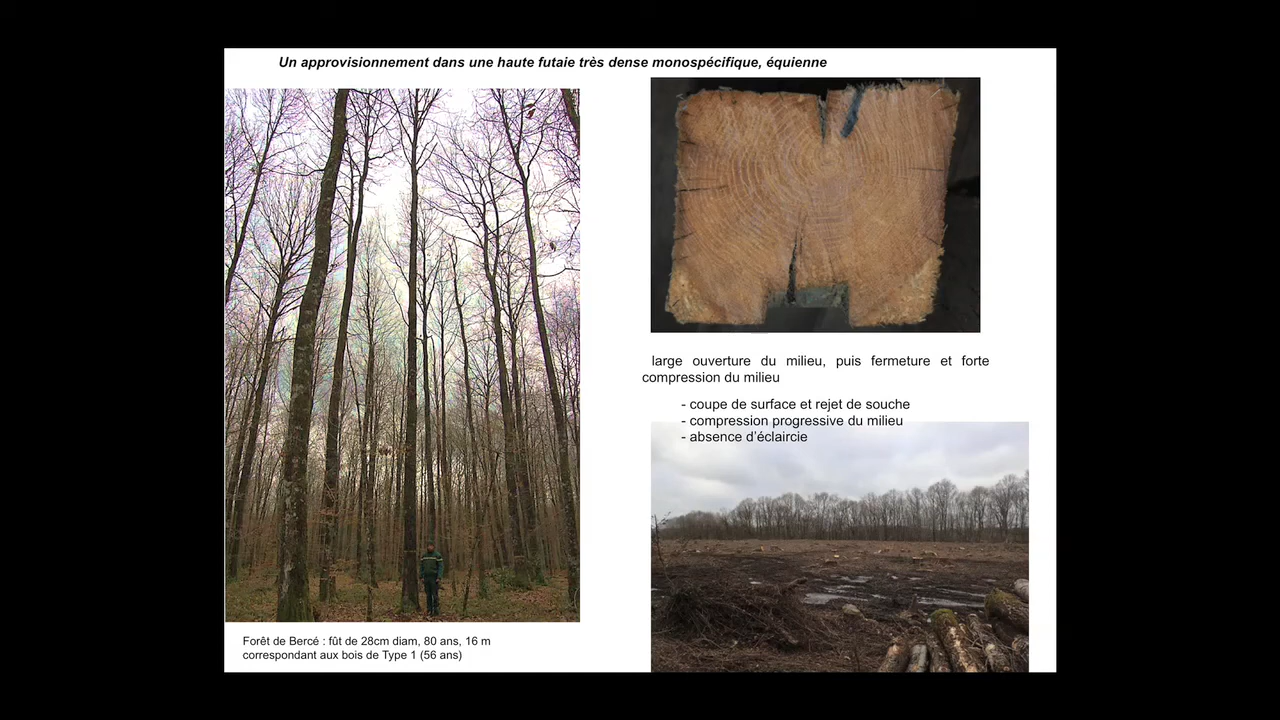 Un approvisionnement dans une haute futaie très dense monospécifique, équienne
large ouverture du milieu, puis fermeture et forte
compression du milieu
- coupe de surface et rejet de souche
- compression progressive du milieu
- absence d'éclaircie
Forêt de Bercé : fût de 28cm diam, 80 ans, 16 m
correspondant aux bois de Type 1 (56 ans)